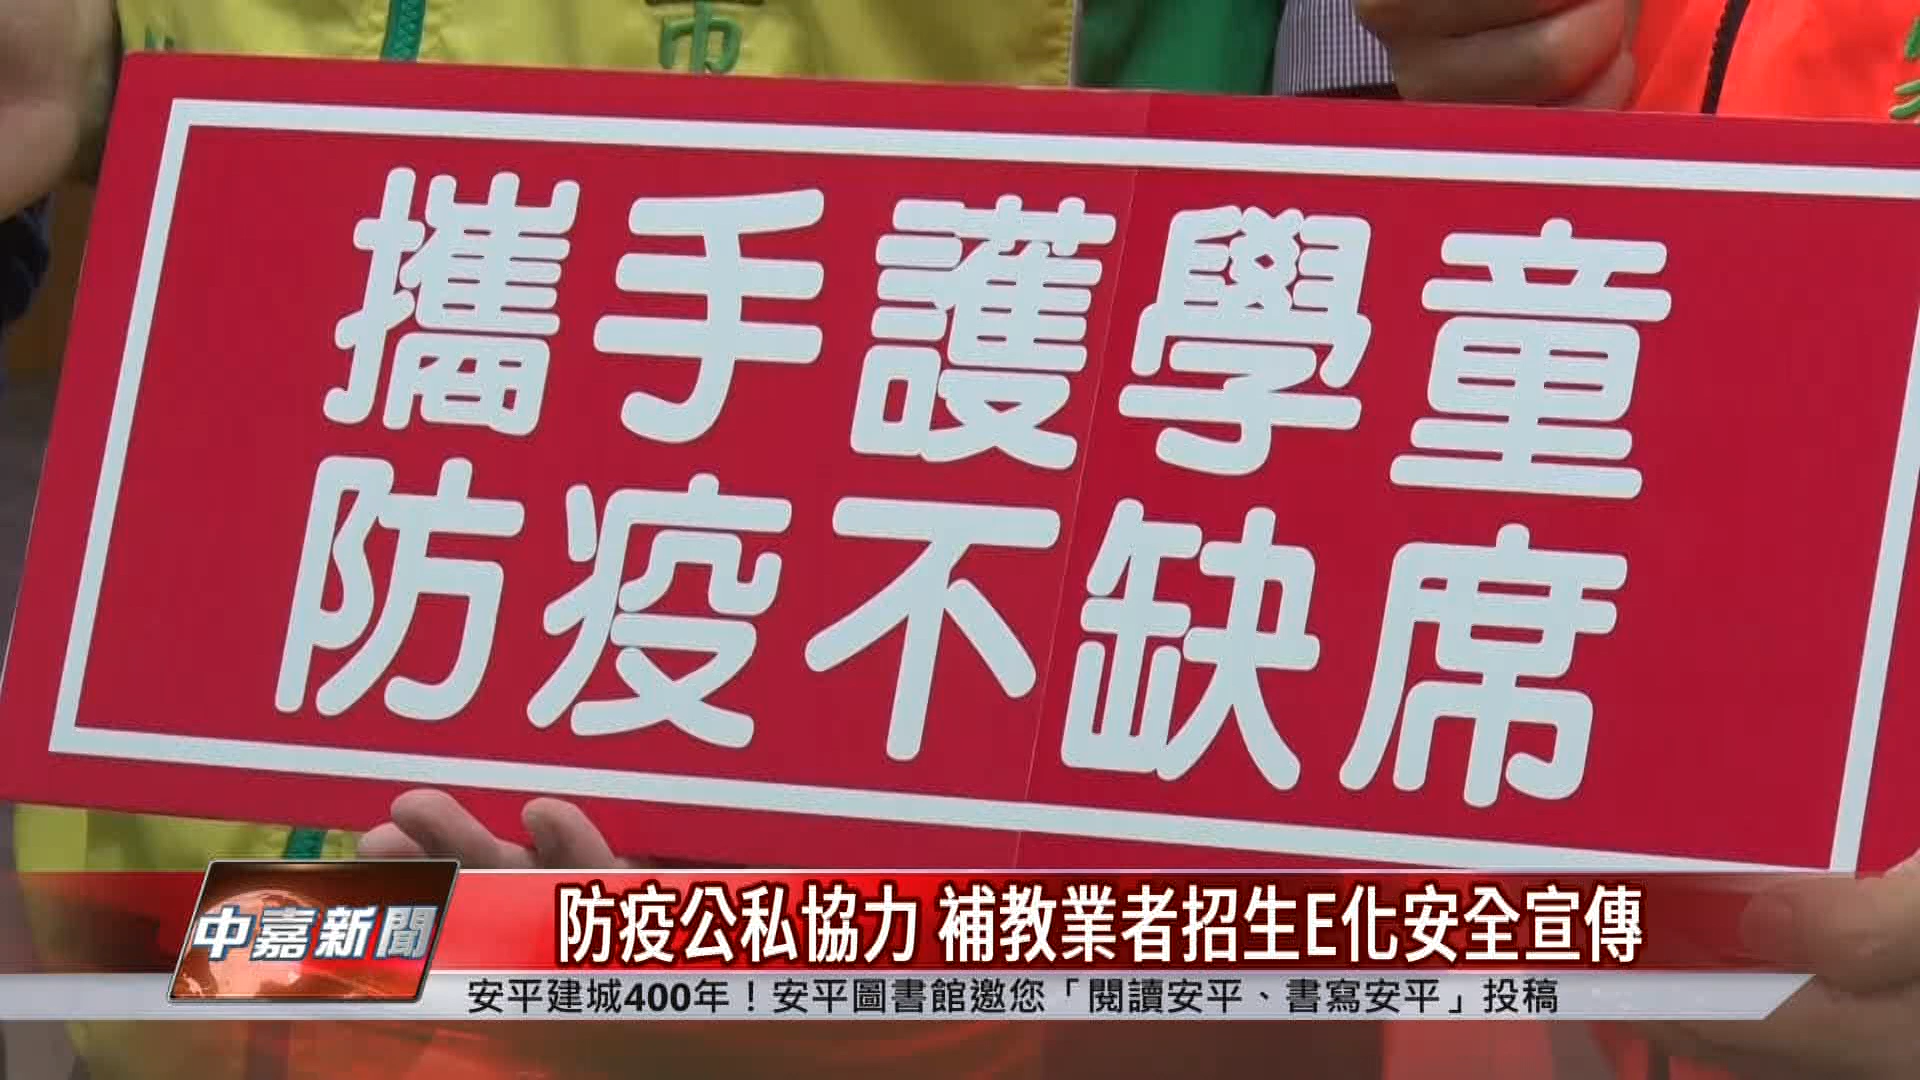 市
攜手護學童
防疫不缺席
中嘉新聞
防疫公私協力 補教業者招生E化安全宣傳
安平建城400年！安平圖書館邀您「閱讀安平、書寫安平」投稿